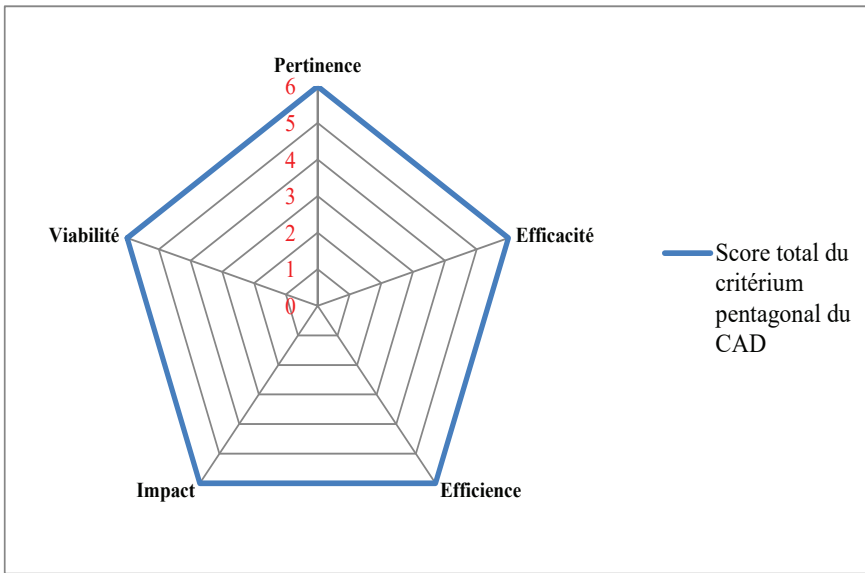 Pertinence
6
5
4
3
2
1
0
Viabilité
Efficacité
Impact
Efficience
Score total du
critérium
pentagonal du
CAD